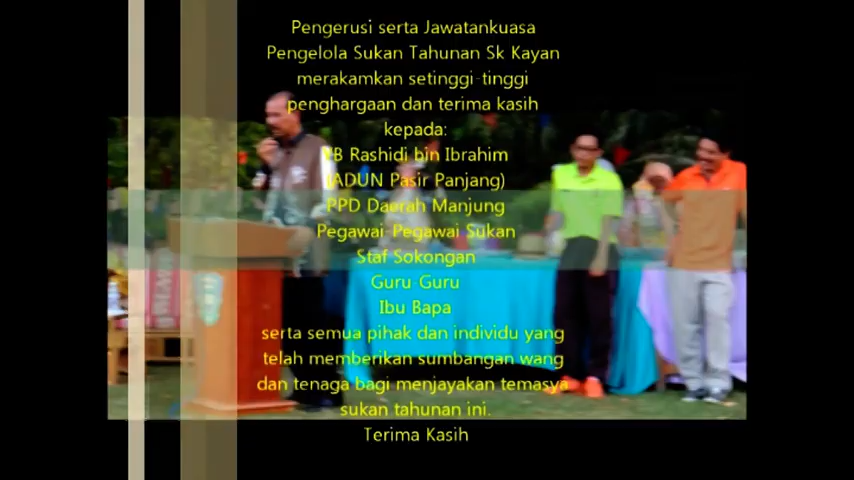 Pengerusi serta Jawatankuasa
Pengelola Sukan Tahunan Sk Kayan
merakamkan setinggi-tinggi
penghargaan dan terima kasih
kepada:
YB Rashidi bin Ibrahim
(ADUN Pasir Panjang)
PPD Daerah Manjung
Pegawai-Pegawai Sukan
Staf Sokongan
Guru-Guru
Ibu Bapa
serta semua pihak dan individu yang
telah memberikan sumbangan wang
dan tenaga bagi menjayakan temasya
sukan tahunan ini.
Terima Kasih